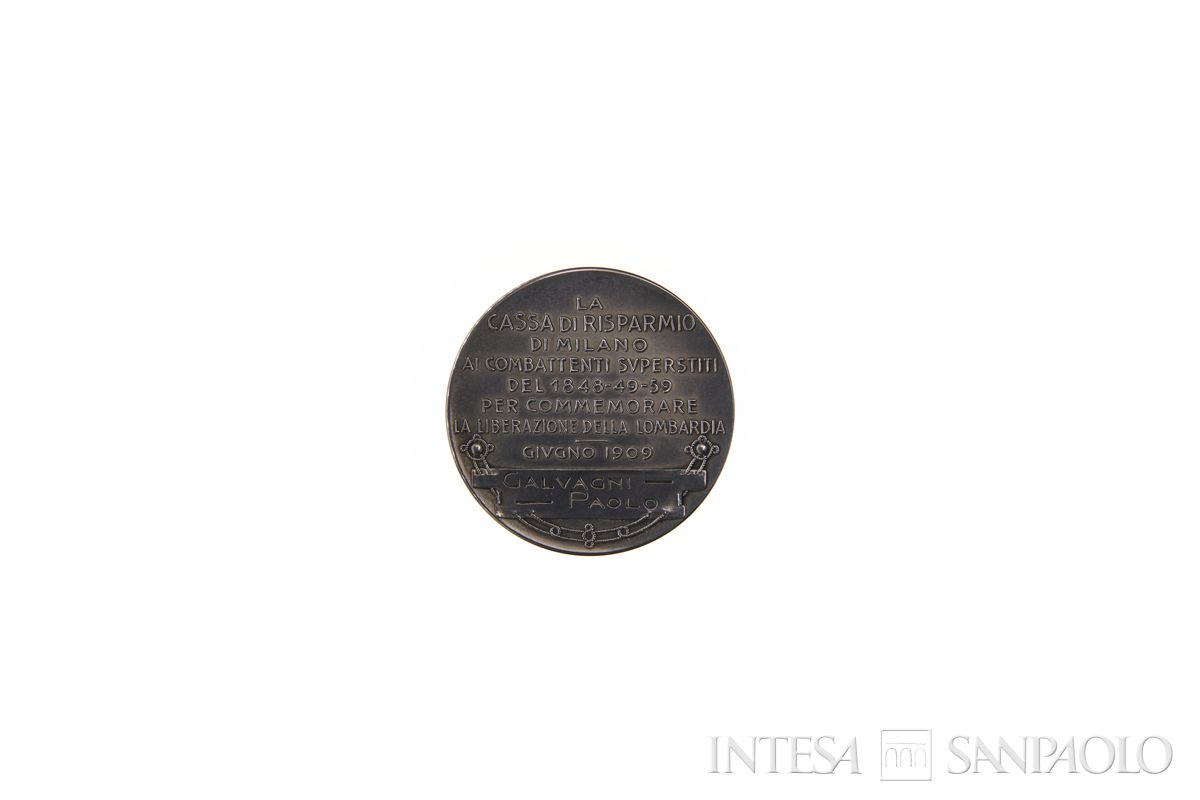 LA
CASSA DI RISPARMIO
DI MILANO
AI COMBATTENTI SVPERSTITI
DEL 1848-49-59
PER COMMEMORARE
LA LIBERAZIONE DELLA LOMBARDIA
GIVGNO 1909
GALVAGNI
PAOLO
INTESA SANPAOLO